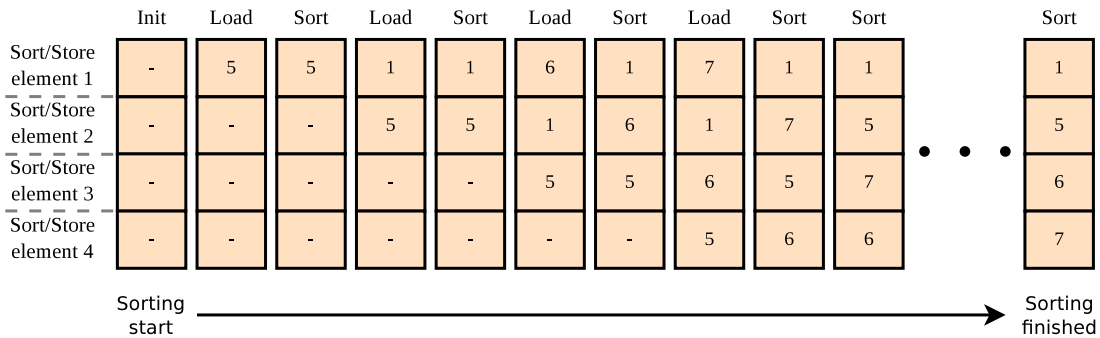 Init Load Sort Load Sort Load Sort Load Sort Sort Sort
Sort/Store
element 1
- 5 5 1 1 6 1 7 1 1 1
Sort/Store
element 2
- - - 5 5 1 6 1 7 5 5
Sort/Store
element 3
- - - - - 5 5 6 5 7 6
Sort/Store
element 4
- - - - - - - 5 6 6 7
Sorting
start
Sorting
finished